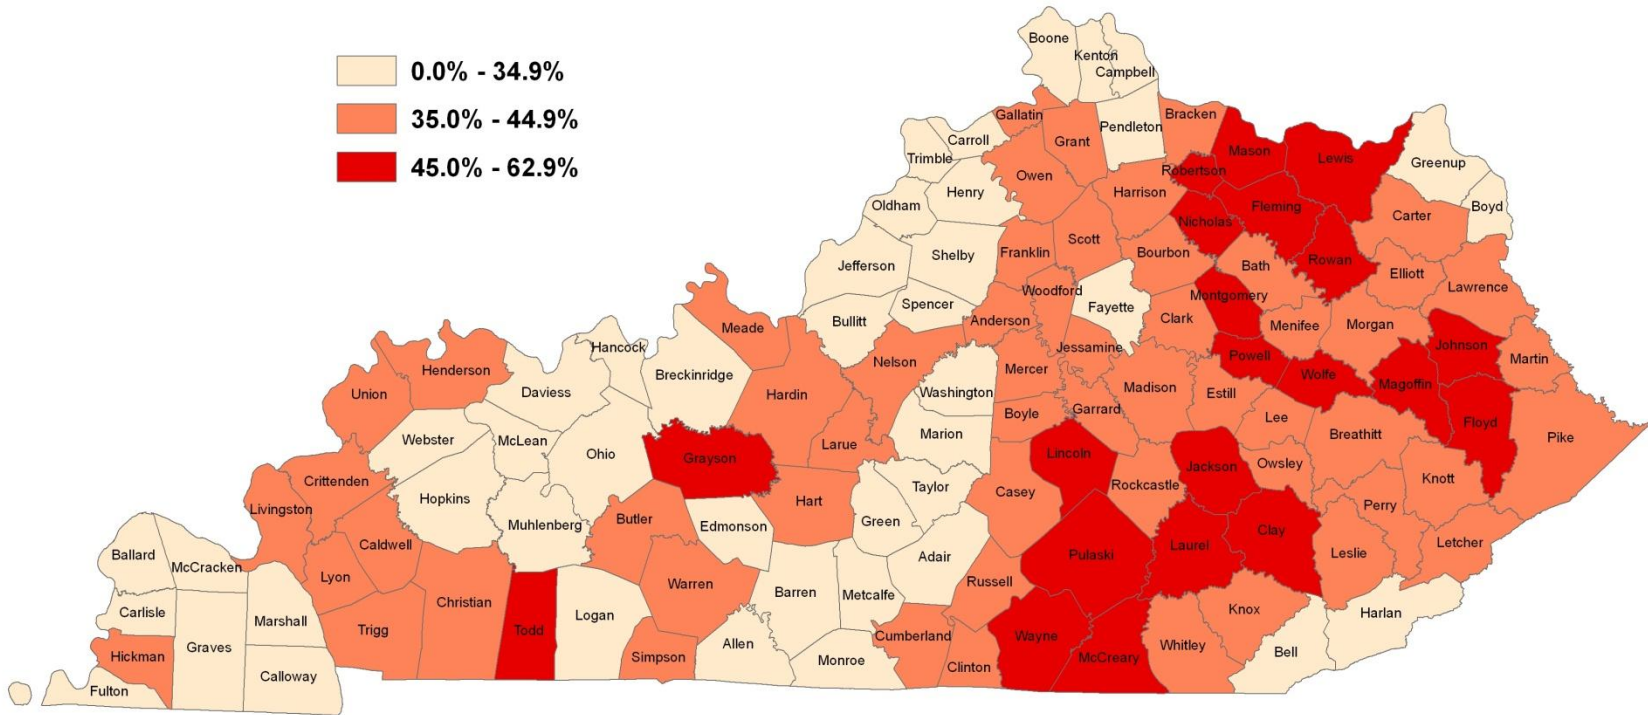 0.0% - 34.9%
35.0% - 44.9%
45.0% - 62.9%
Boone
Kenton
Campbell
Gallatin
Grant
Pendleton
Bracken
Carroll
Trimble
Owen
Henry
Oldham
Harrison
Robertson
Mason
Lewis
Greenup
Boyd
Carter
Fleming
Nicholas
Rowan
Jefferson
Shelby
Franklin
Scott
Bourbon
Bath
Elliott
Lawrence
Spencer
Woodford
Fayette
Montgomery
Bullitt
Anderson
Clark
Menifee
Morgan
Meade
Nelson
Jessamine
Powell
Johnson
Martin
Hancock
Breckinridge
Henderson
Union
Daviess
Hardin
Washington
Mercer
Madison
Estill
Wolfe
Magoffin
Floyd
Pike
Webster
McLean
Ohio
Grayson
Larue
Marion
Boyle
Garrard
Lee
Breathitt
Crittenden
Hopkins
Livingston
Muhlenberg
Butler
Edmonson
Hart
Green
Taylor
Casey
Lincoln
Rockcastle
Jackson
Owsley
Knott
Perry
Ballard
McCracken
Caldwell
Lyon
Warren
Adair
Pulaski
Laurel
Clay
Leslie
Letcher
Carlisle
Marshall
Christian
Trigg
Todd
Logan
Barren
Metcalfe
Russell
Knox
Harlan
Hickman
Graves
Simpson
Allen
Monroe
Cumberland
Clinton
Wayne
McCreary
Whitley
Bell
Fulton
Calloway